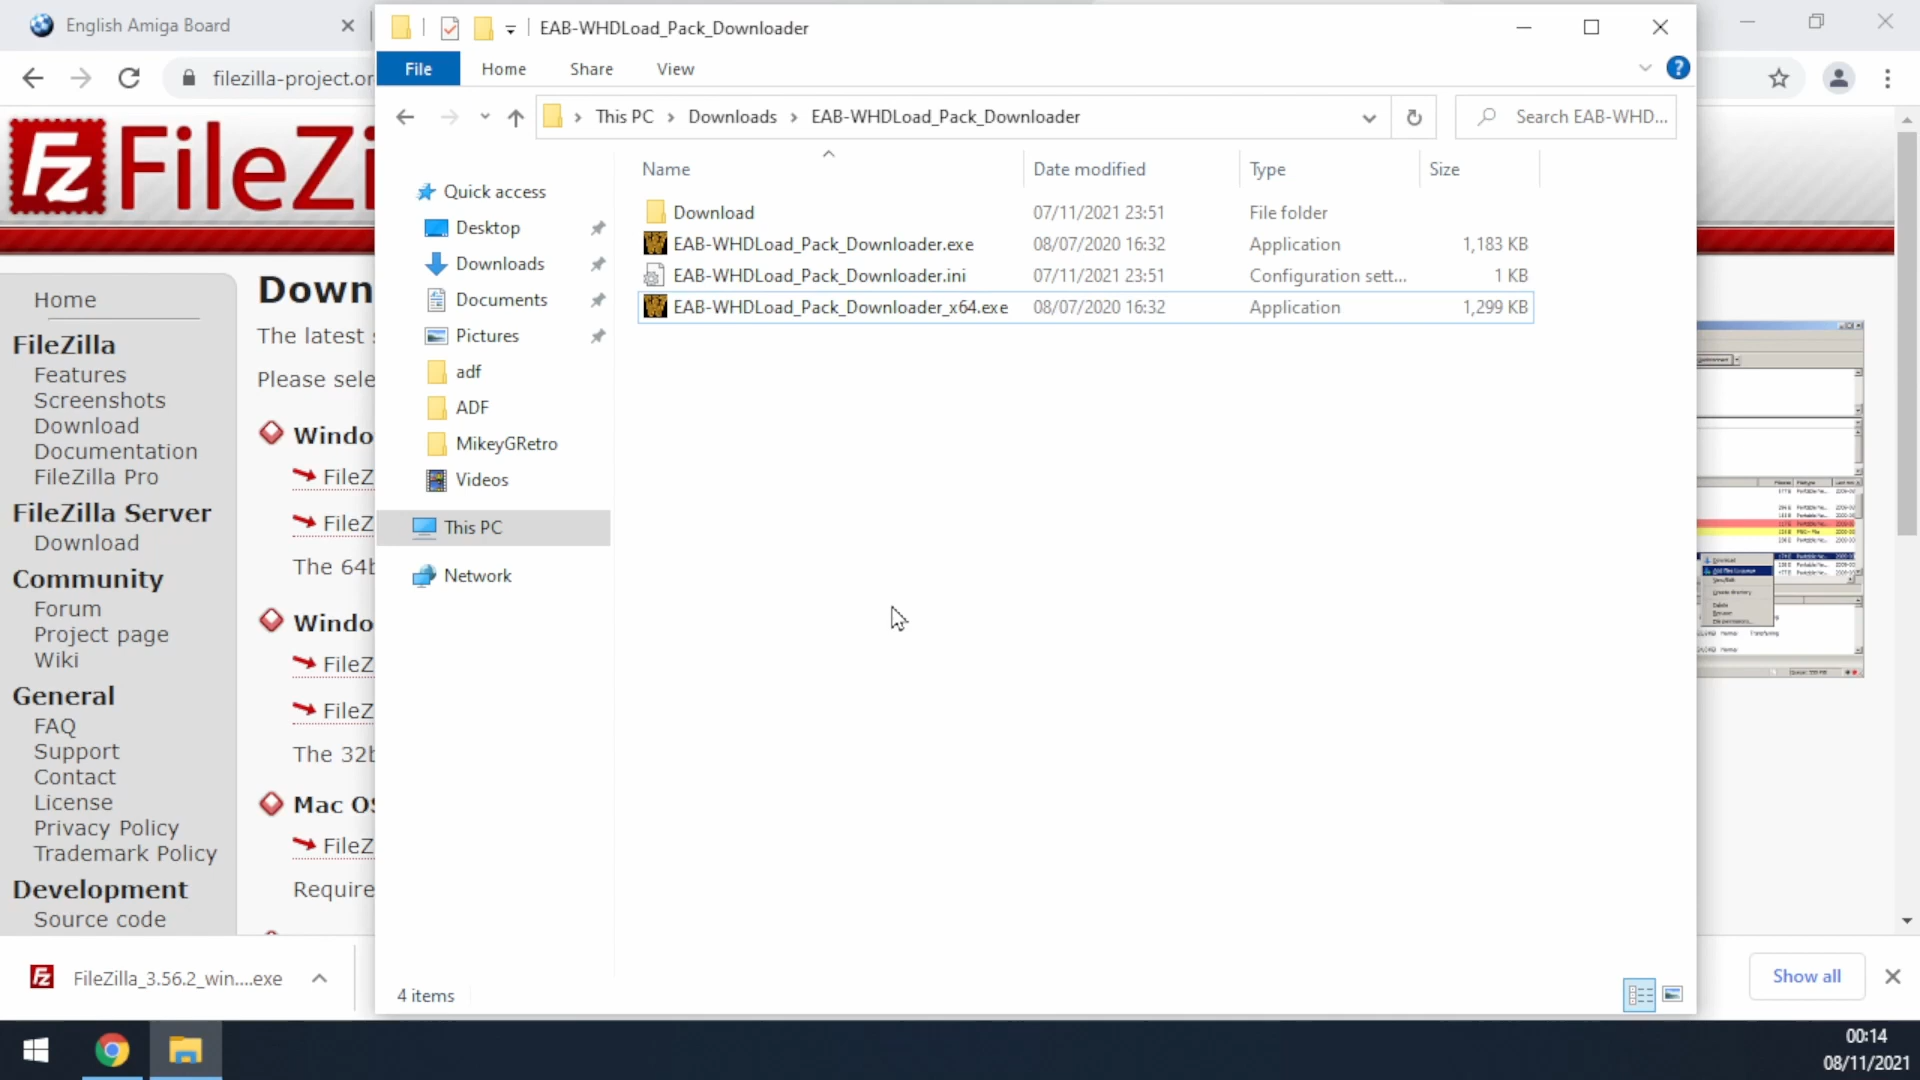 English Amiga Board
EAB-WHDLoad_Pack_Downloader
filezilla-project.or
File
Home
Share
View
This PC
Downloads
EAB-WHDLoad_Pack_Downloader
Search EAB-WHD...
Name
Date modified
Type
Size
Download
07/11/2021 23:51
File folder
EAB-WHDLoad_Pack_Downloader.exe
08/07/2020 16:32
Application
1,183 KB
EAB-WHDLoad_Pack_Downloader.ini
07/11/2021 23:51
Configuration sett...
1 KB
EAB-WHDLoad_Pack_Downloader_x64.exe
08/07/2020 16:32
Application
1,299 KB
Quick access
Desktop
Downloads
Documents
Pictures
adf
ADF
MikeyGRetro
Videos
This PC
Network
4 items
Fz FileZi
Home
FileZilla
Features
Screenshots
Download
Documentation
FileZilla Pro
FileZilla Server
Download
Community
Forum
Project page
Wiki
General
FAQ
Support
Contact
License
Privacy Policy
Trademark Policy
Development
Source code
Down
The latest
Please sele
Windo
FileZ
FileZ
The 64b
Windo
FileZ
FileZ
The 32b
Mac OS
FileZ
Require
FileZilla_3.56.2_win....exe
Show all
00:14
08/11/2021